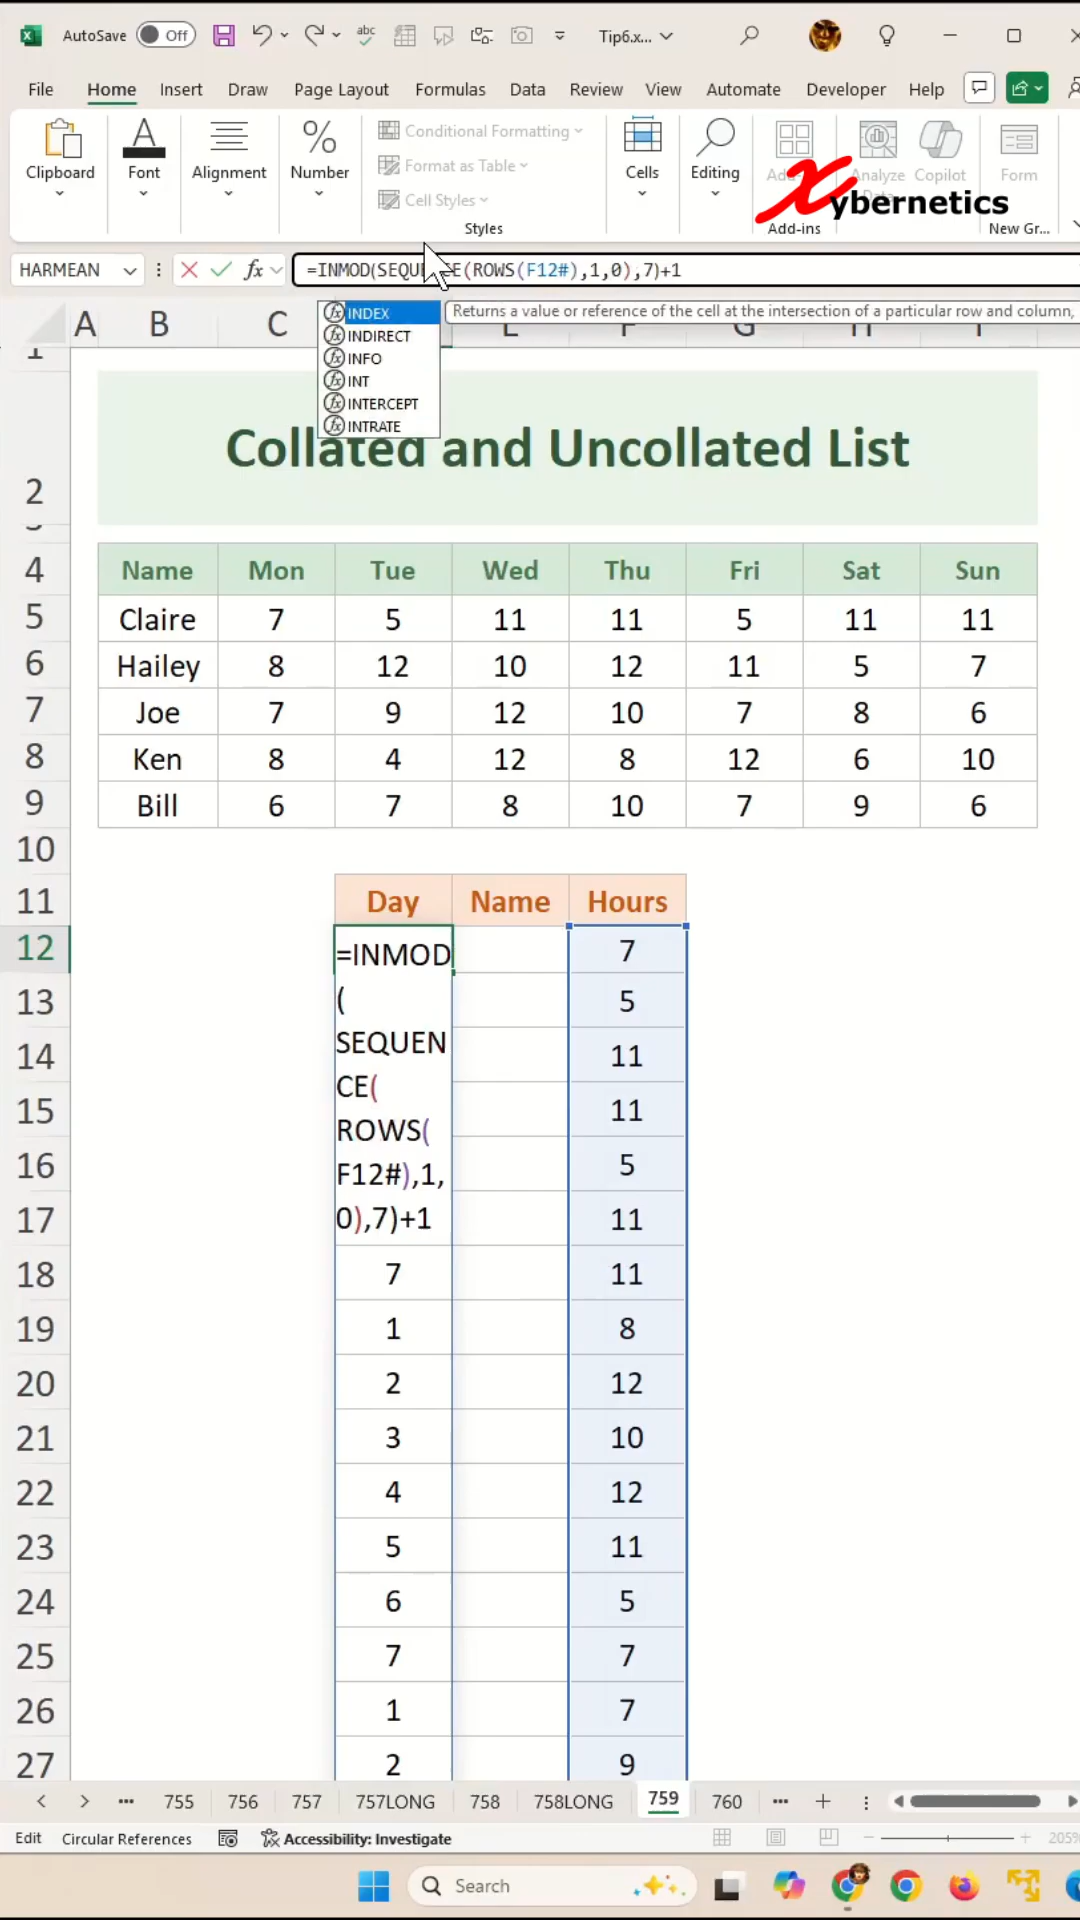 AutoSave Off Tip6.x...
File Home Insert Draw Page Layout Formulas Data Review View Automate Developer Help
Clipboard Font Alignment Number Conditional Formatting Format as Table Cell Styles Cells Editing Analyze Copilot Form
Styles Add-ins New Gr...
Xybernetics
HARMEAN fx =INMOD(SEQUENCE(ROWS(F12#),1,0),7)+1
INDEX Returns a value or reference of the cell at the intersection of a particular row and column,
INDIRECT
INFO
INT
INTERCEPT
INTRATE
A B C
1
2 Collated and Uncollated List
4 Name Mon Tue Wed Thu Fri Sat Sun
5 Claire 7 5 11 11 5 11 11
6 Hailey 8 12 10 12 11 5 7
7 Joe 7 9 12 10 7 8 6
8 Ken 8 4 12 8 12 6 10
9 Bill 6 7 8 10 7 9 6
10
11 Day Name Hours
12 =INMOD 7
13 ( 5
14 SEQUEN 11
CE(
15 ROWS( 11
16 F12#),1, 5
17 0),7)+1 11
18 7 11
19 1 8
20 2 12
21 3 10
22 4 12
23 5 11
24 6 5
25 7 7
26 1 7
27 2 9
... 755 756 757 757LONG 758 758LONG 759 760 ...
Edit Circular References Accessibility: Investigate 205%
Search